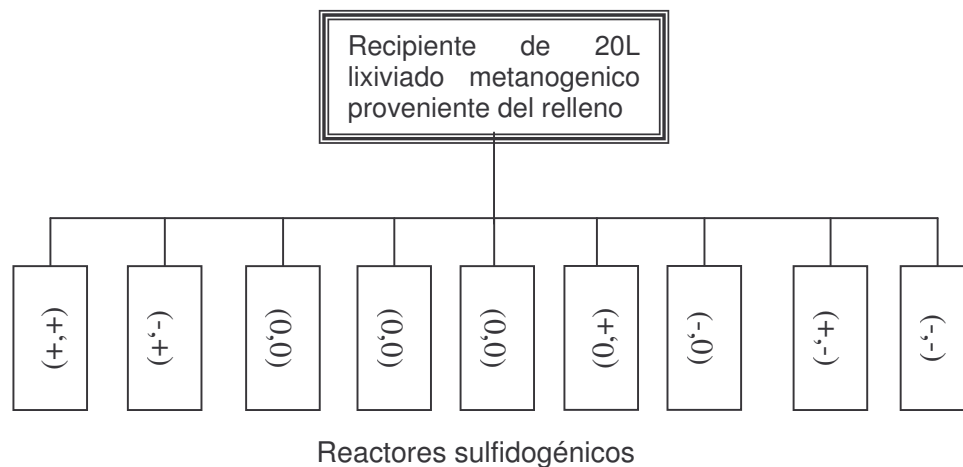 Recipiente de 20L
lixiviado metanogenico
proveniente del relleno
(+,+)
(-,+)
(0,0)
(0,0)
(0,0)
(+,0)
(-,0)
(+,-)
(-,-)
Reactores sulfidogénicos